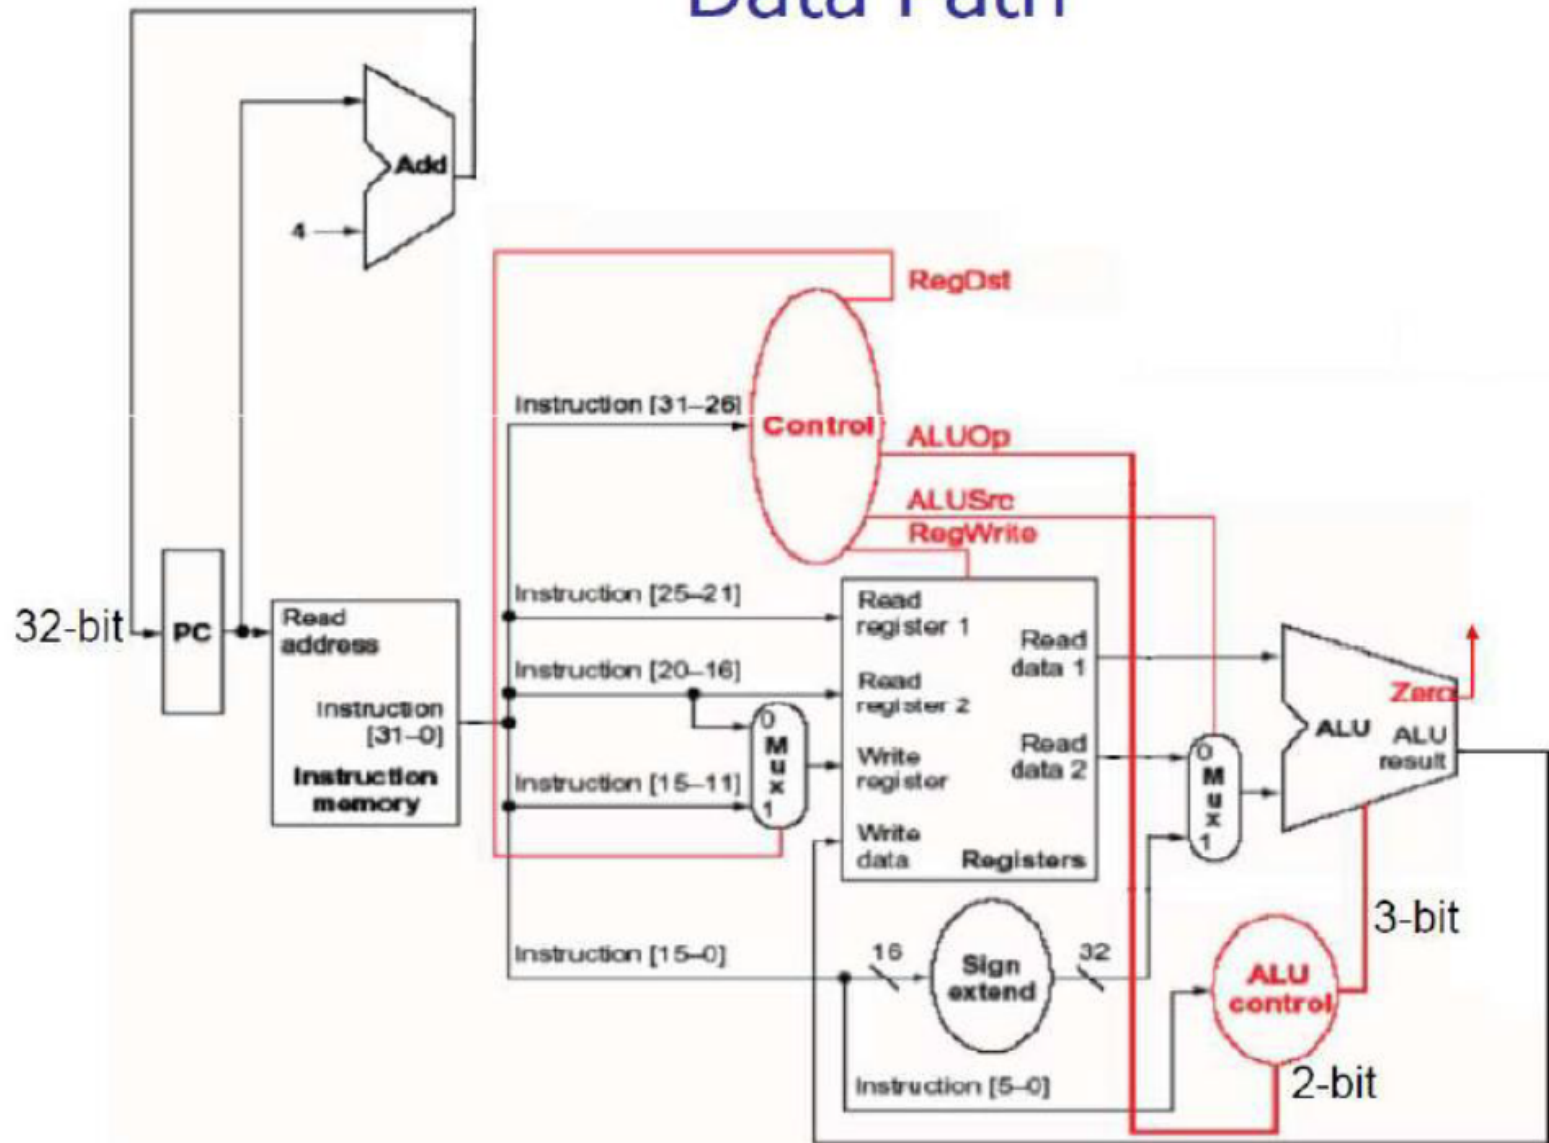 Data Path
Add
4
RegDst
Instruction [31–26]
Control
ALUOp
ALUSrc
RegWrite
32-bit
PC
Read
address
Instruction
[31–0]
Instruction
memory
Instruction [25–21]
Instruction [20–16]
Instruction [15–11]
0
M
u
x
1
Read
register 1
Read
register 2
Write
register
Write
data
Read
data 1
Read
data 2
Registers
0
M
u
x
1
Zero
ALU
ALU
result
3-bit
Instruction [15–0]
16
Sign
extend
32
ALU
control
Instruction [5–0]
2-bit